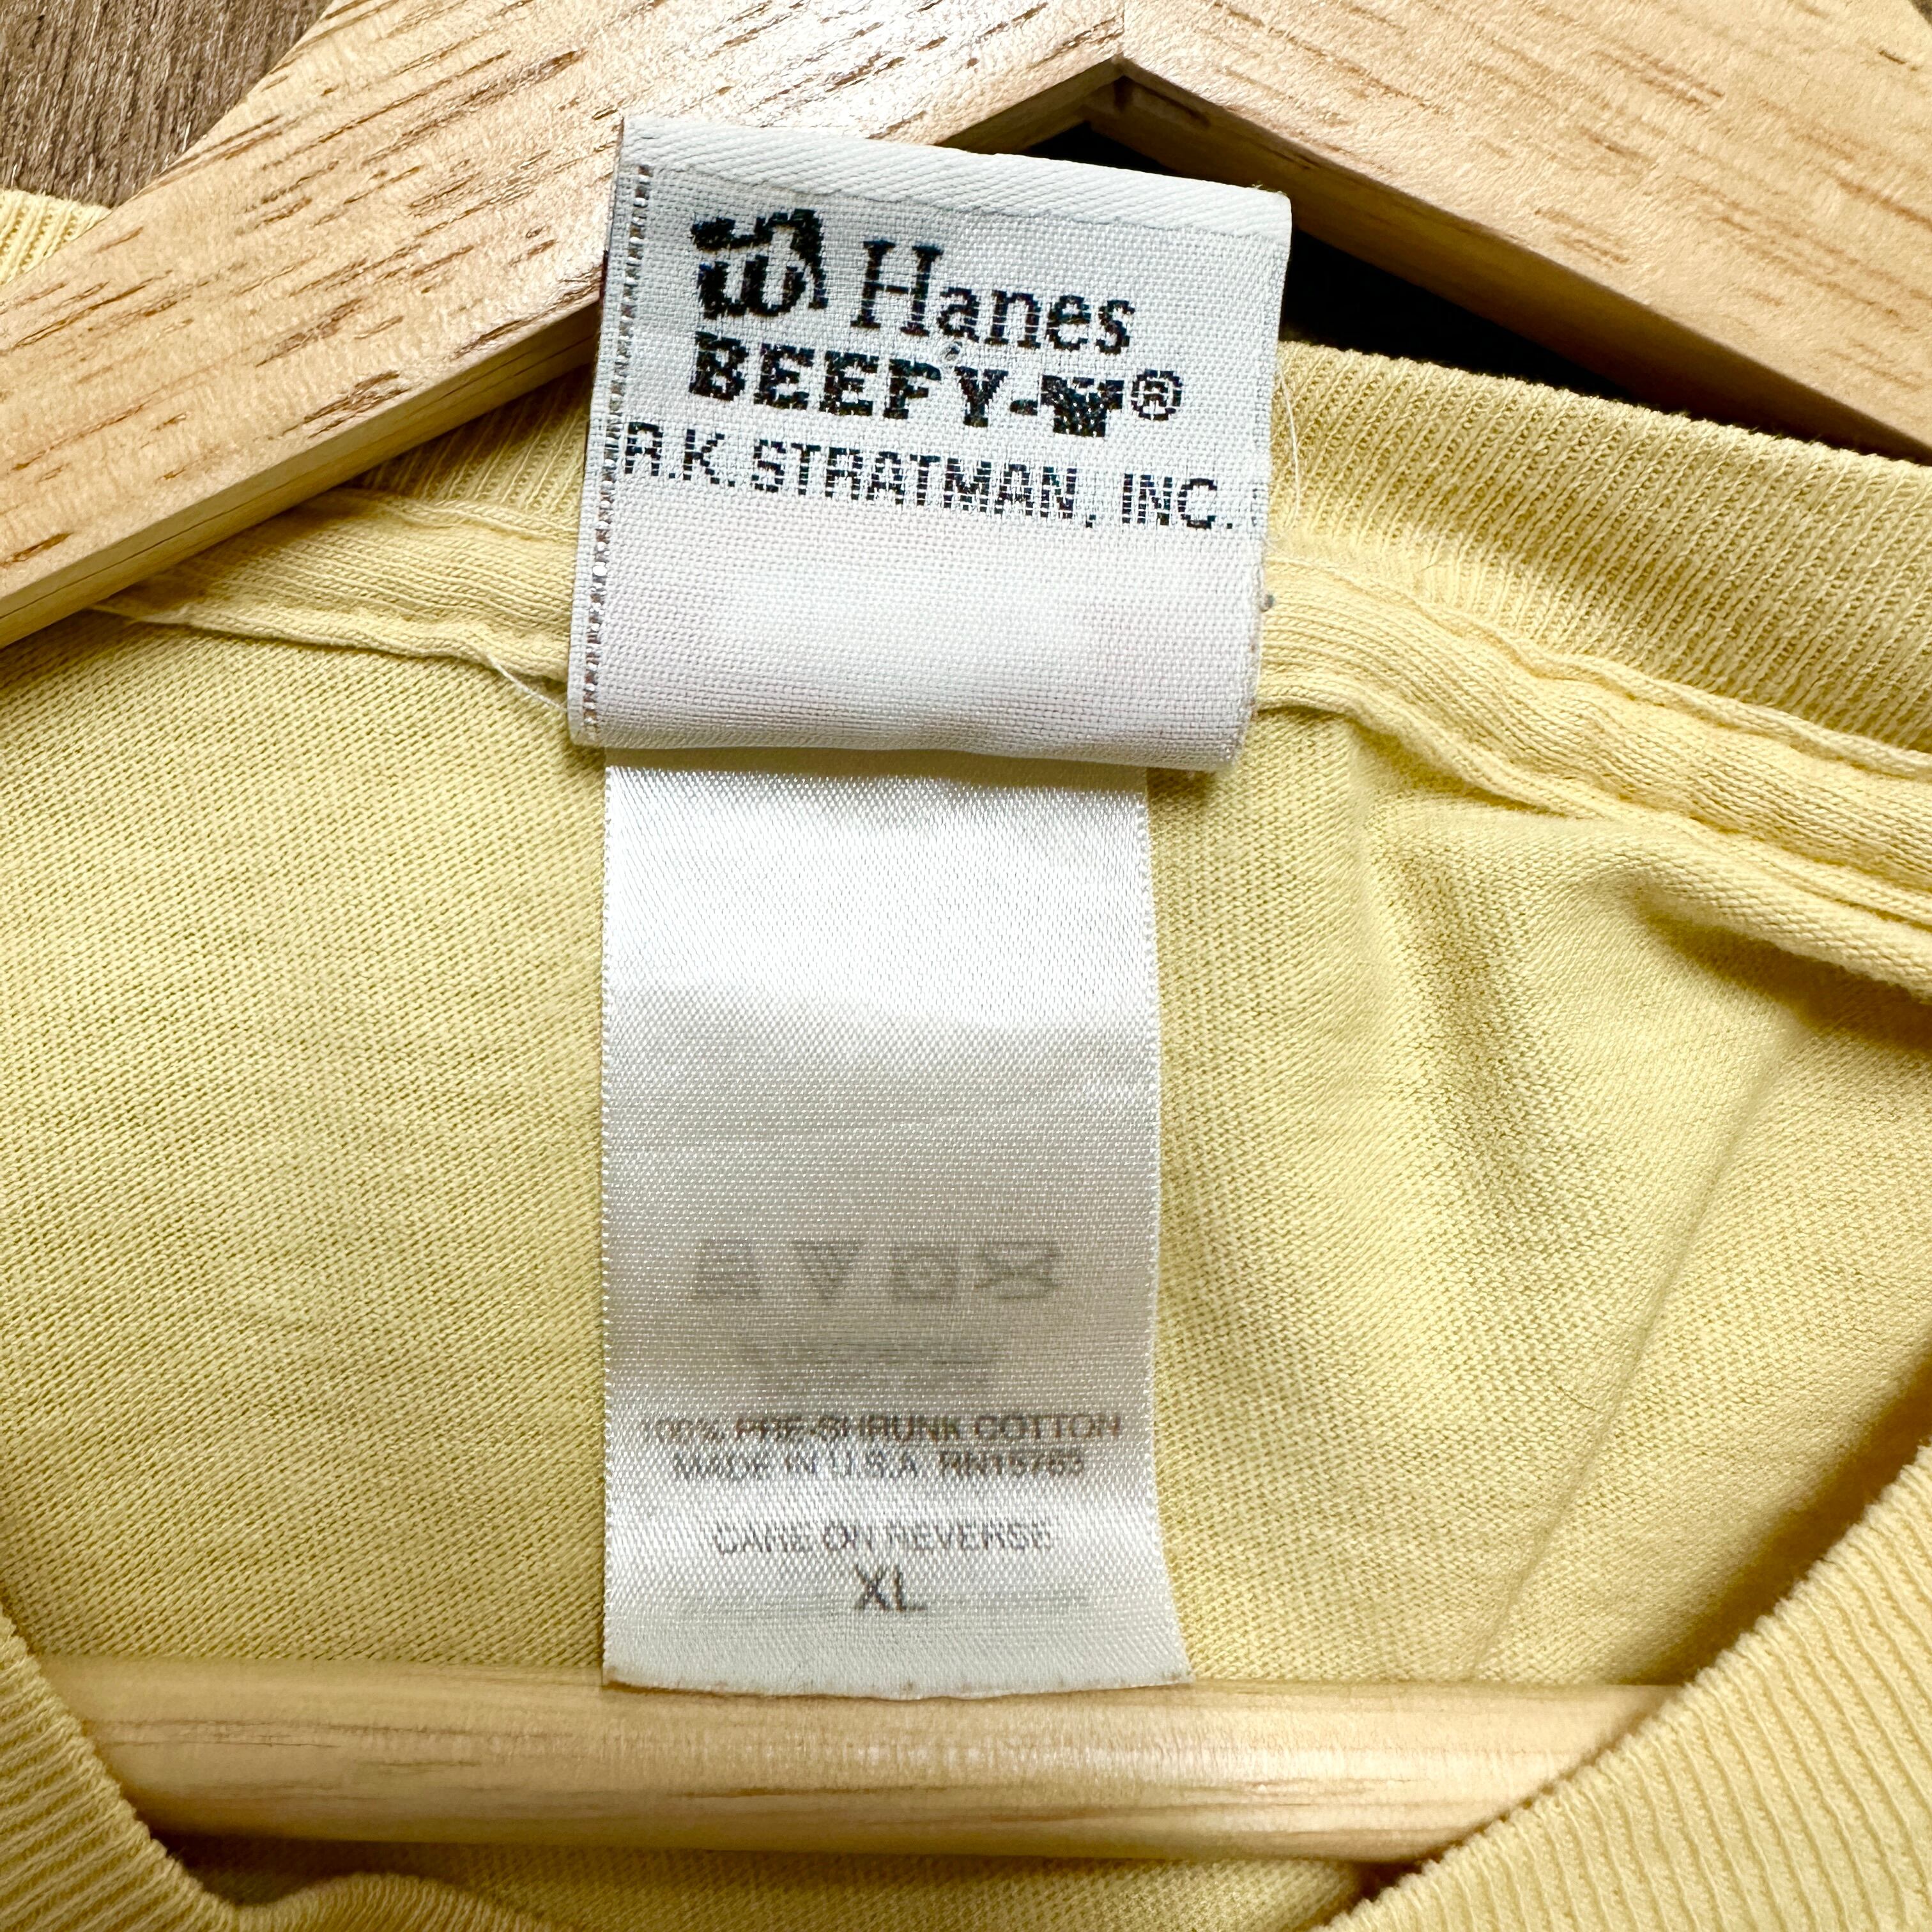 Hanes
BEEFY-T®
R.K. STRATMAN, INC.
100% PRE-SHRUNK COTTON
MADE IN U.S.A. RN15763
CARE ON REVERSE
XL